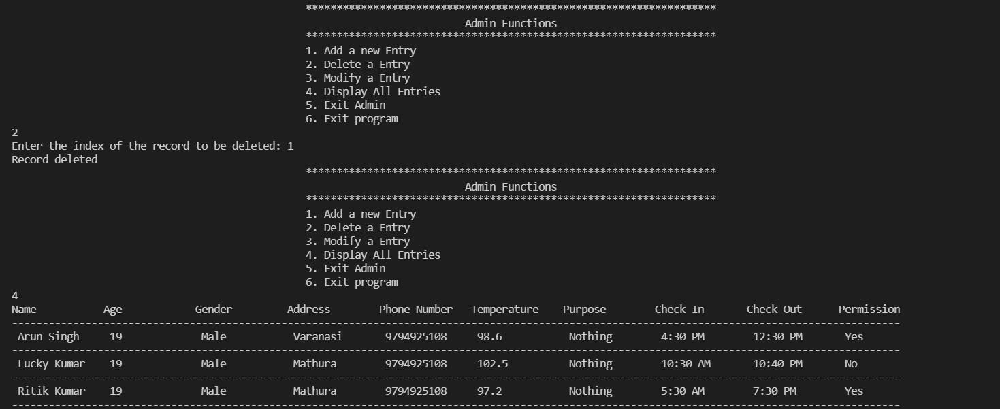 *******************************************************************
Admin Functions
*******************************************************************
1. Add a new Entry
2. Delete a Entry
3. Modify a Entry
4. Display All Entries
5. Exit Admin
6. Exit program
2
Enter the index of the record to be deleted: 1
Record deleted
*******************************************************************
Admin Functions
*******************************************************************
1. Add a new Entry
2. Delete a Entry
3. Modify a Entry
4. Display All Entries
5. Exit Admin
6. Exit program
4
Name Age Gender Address Phone Number Temperature Purpose Check In Check Out Permission
-------------------------------------------------------------------------------------------------------------------------------------------------
Arun Singh 19 Male Varanasi 9794925108 98.6 Nothing 4:30 PM 12:30 PM Yes
-------------------------------------------------------------------------------------------------------------------------------------------------
Lucky Kumar 19 Male Mathura 9794925108 102.5 Nothing 10:30 AM 10:40 PM No
-------------------------------------------------------------------------------------------------------------------------------------------------
Ritik Kumar 19 Male Mathura 9794925108 97.2 Nothing 5:30 AM 7:30 PM Yes
-------------------------------------------------------------------------------------------------------------------------------------------------